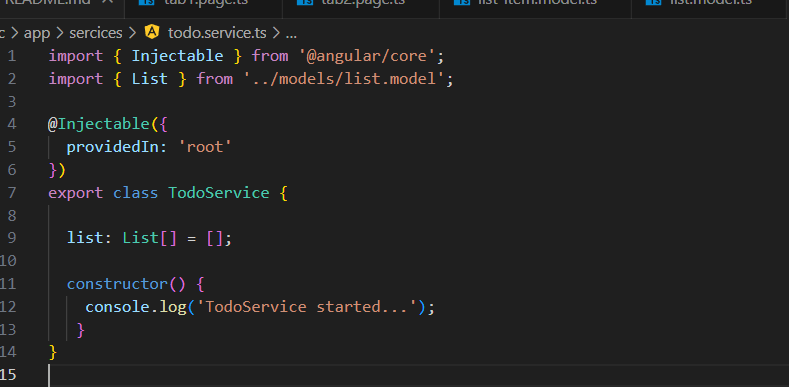 README.md tab1.page.ts tab2.page.ts list-item.model.ts list.model.ts
c > app > sercices > todo.service.ts > ...
1 import { Injectable } from '@angular/core';
2 import { List } from '../models/list.model';
3
4 @Injectable({
5   providedIn: 'root'
6 })
7 export class TodoService {
8
9   list: List[] = [];
10
11   constructor() {
12     console.log('TodoService started...');
13    }
14 }
15